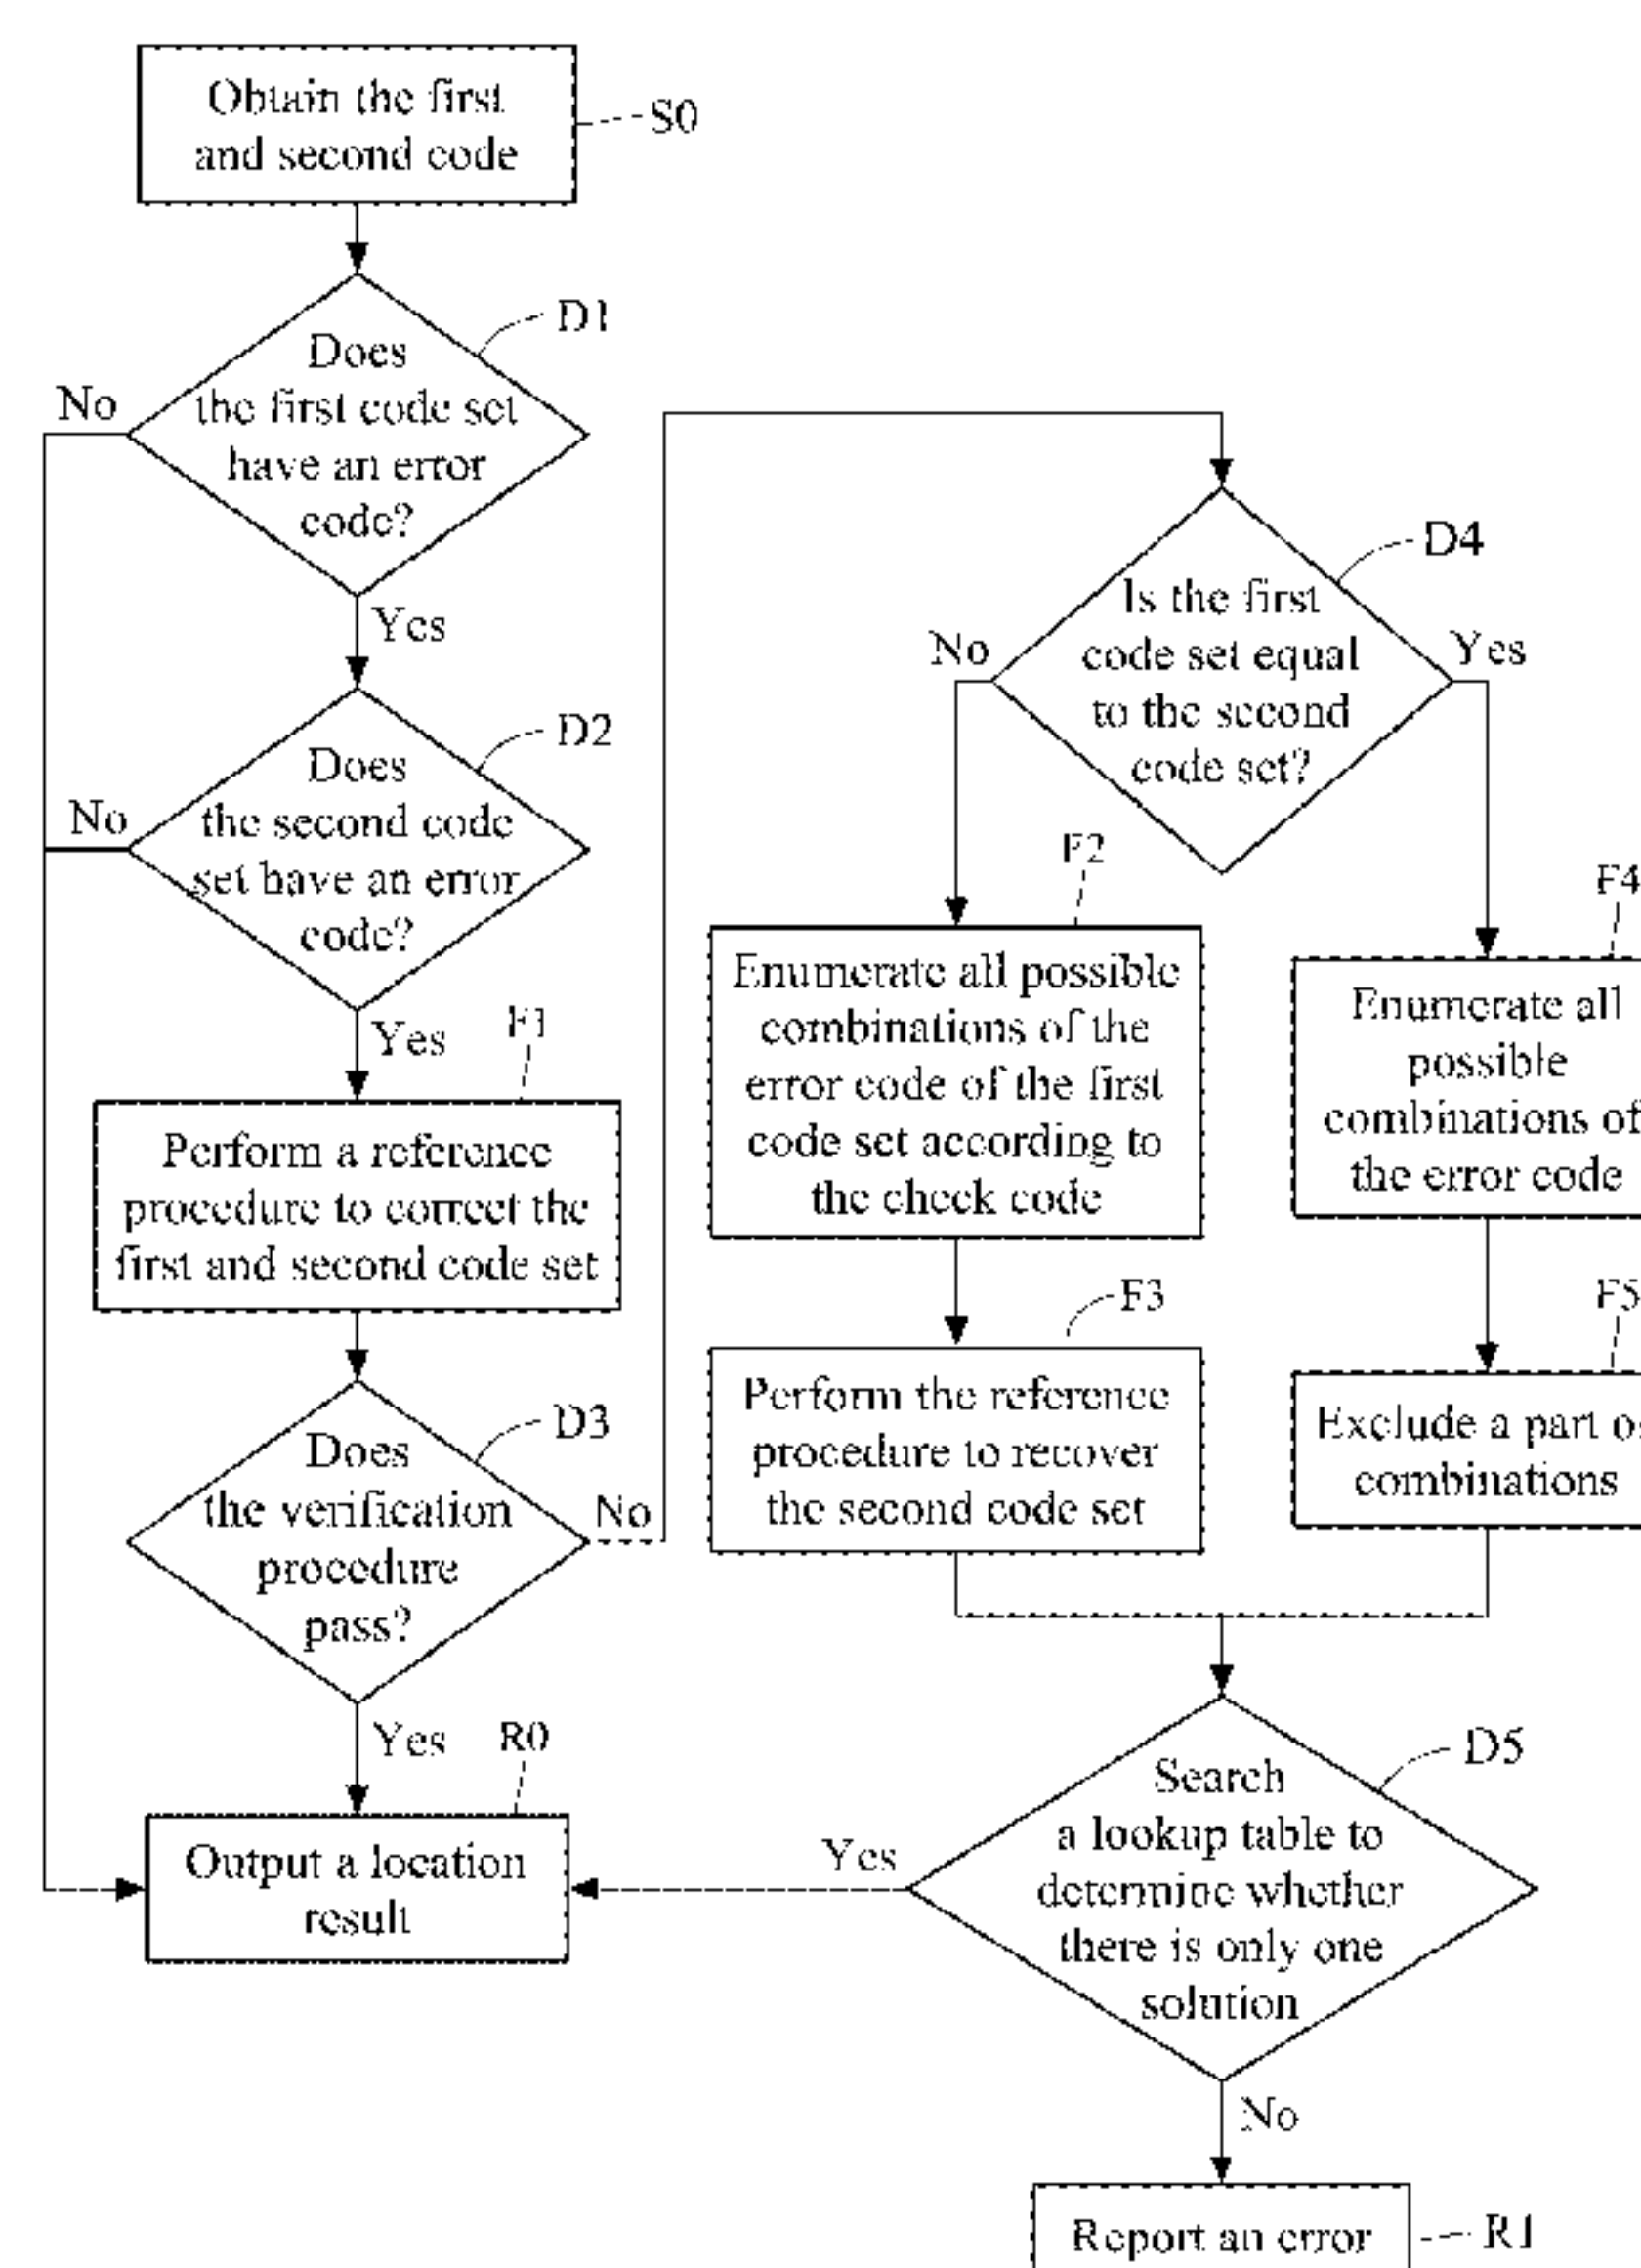 Obtain the first
and second code
S0
D1
Does
the first code set
have an error
code?
No
Yes
D2
Does
the second code
set have an error
code?
No
Yes
F1
Perform a reference
procedure to correct the
first and second code set
D3
Does
the verification
procedure
pass?
No
Yes
R0
Output a location
result
D4
Is the first
code set equal
to the second
code set?
No
Yes
F2
Enumerate all possible
combinations of the
error code of the first
code set according to
the check code
F3
Perform the reference
procedure to recover
the second code set
F4
Enumerate all
possible
combinations of
the error code
F5
Exclude a part of
combinations
D5
Search
a lookup table to
determine whether
there is only one
solution
Yes
No
Report an error
R1